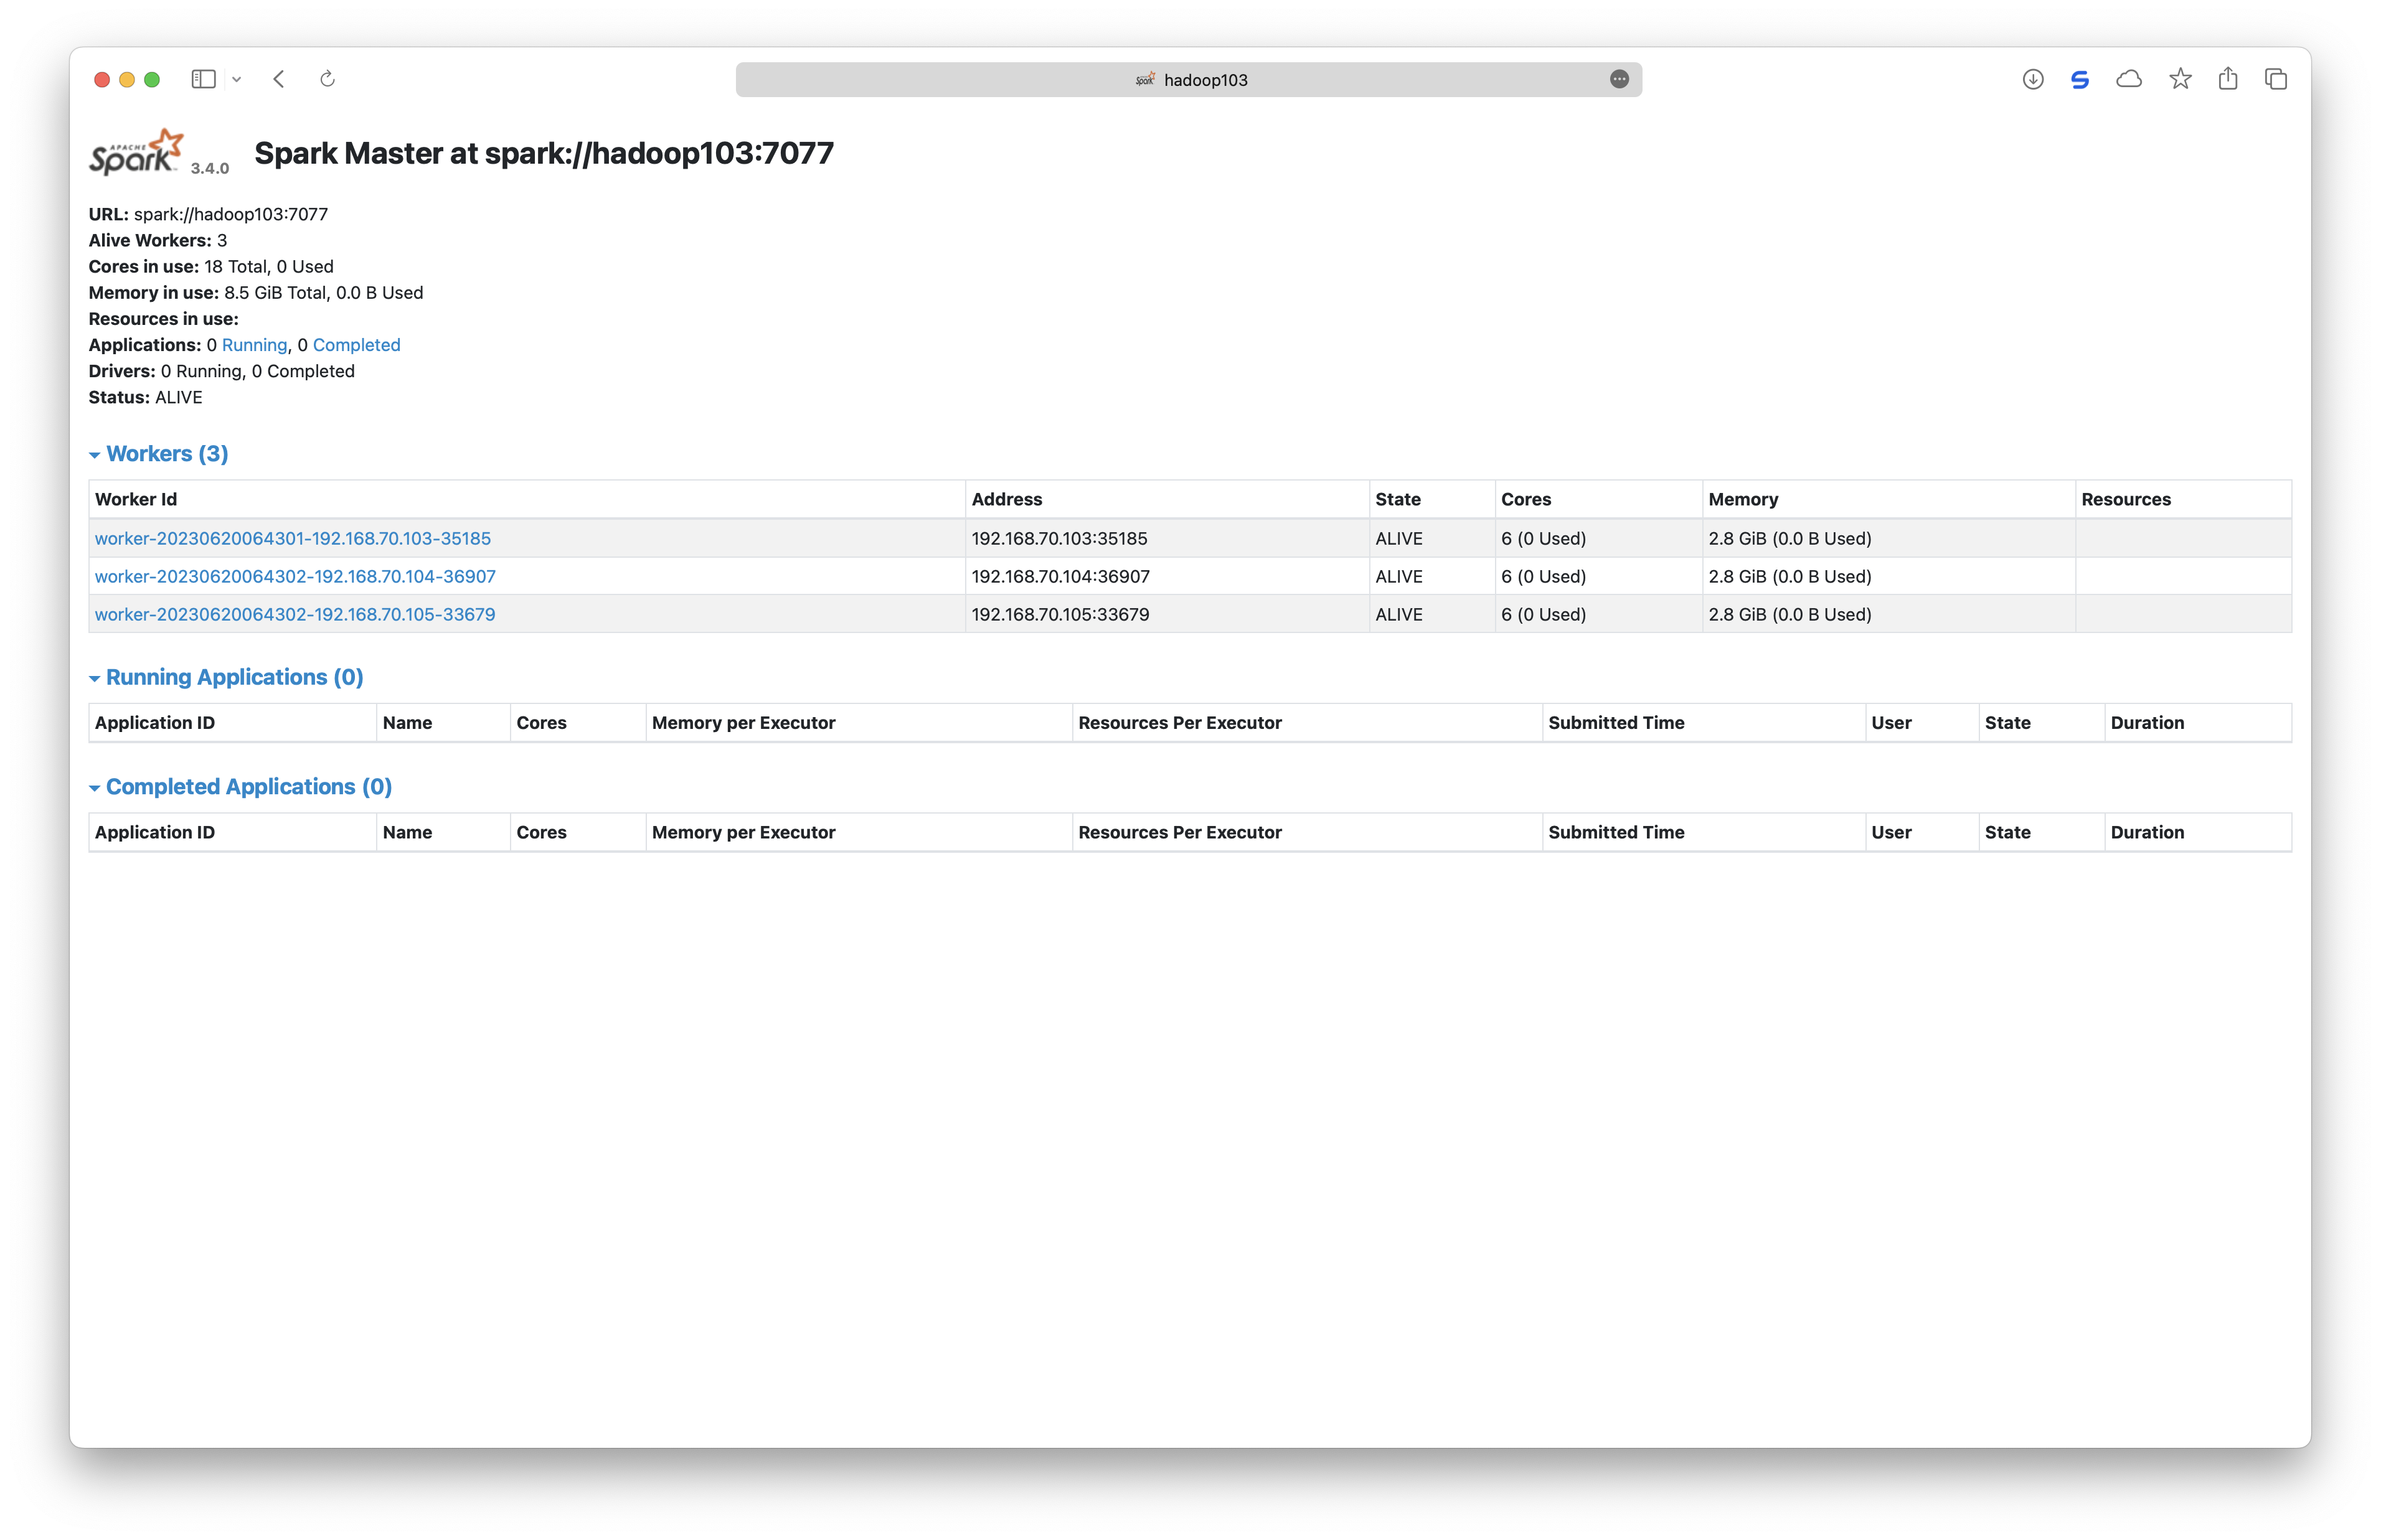 hadoop103
APACHE Spark 3.4.0 Spark Master at spark://hadoop103:7077
URL: spark://hadoop103:7077
Alive Workers: 3
Cores in use: 18 Total, 0 Used
Memory in use: 8.5 GiB Total, 0.0 B Used
Resources in use:
Applications: 0 Running, 0 Completed
Drivers: 0 Running, 0 Completed
Status: ALIVE
Workers (3)
Worker Id Address State Cores Memory Resources
worker-20230620064301-192.168.70.103-35185 192.168.70.103:35185 ALIVE 6 (0 Used) 2.8 GiB (0.0 B Used)
worker-20230620064302-192.168.70.104-36907 192.168.70.104:36907 ALIVE 6 (0 Used) 2.8 GiB (0.0 B Used)
worker-20230620064302-192.168.70.105-33679 192.168.70.105:33679 ALIVE 6 (0 Used) 2.8 GiB (0.0 B Used)
Running Applications (0)
Application ID Name Cores Memory per Executor Resources Per Executor Submitted Time User State Duration
Completed Applications (0)
Application ID Name Cores Memory per Executor Resources Per Executor Submitted Time User State Duration